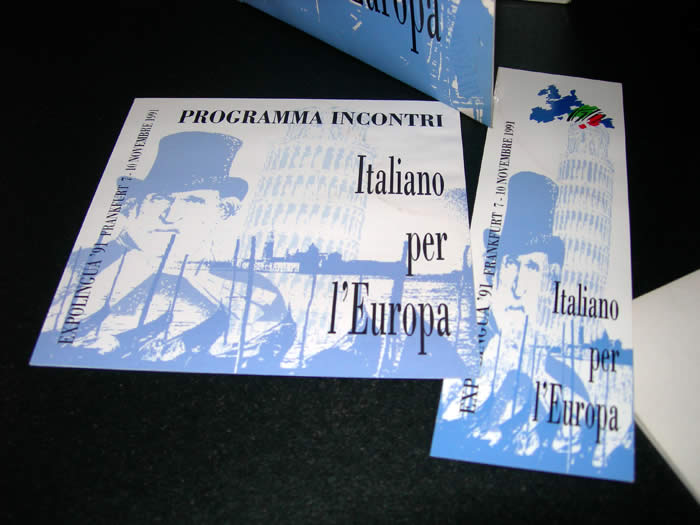 Europa
PROGRAMMA INCONTRI
EXPOLINGUA '91 FRANKFURT 7 - 10 NOVEMBRE 1991
Italiano
per
l'Europa
EXPOLINGUA '91 FRANKFURT 7 - 10 NOVEMBRE 1991
Italiano
per
l'Europa